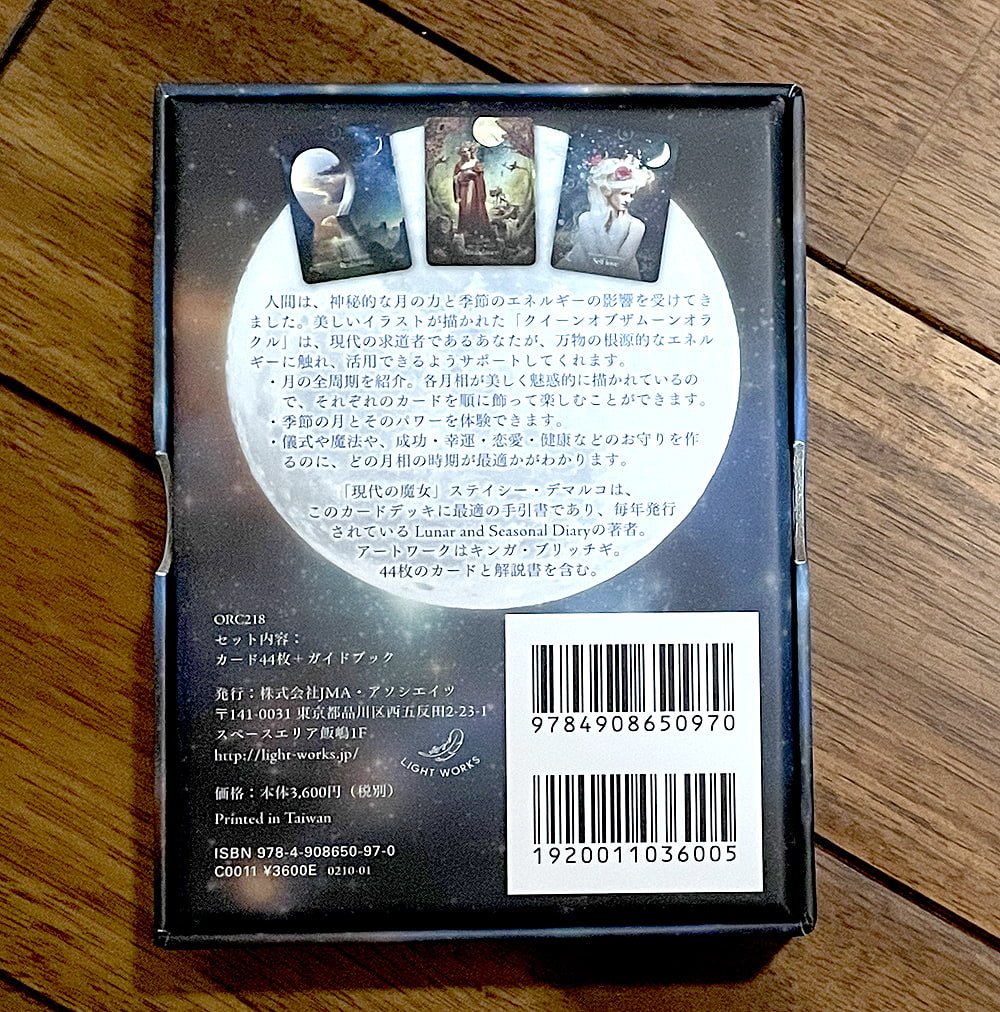 Self love
人間は、神秘的な月の力と季節のエネルギーの影響を受けてき
ました。美しいイラストが描かれた「クイーンオブザムーンオラ
クル」は、現代の求道者であるあなたが、万物の根源的なエネル
ギーに触れ、活用できるようサポートしてくれます。
・月の全周期を紹介。各月相が美しく魅惑的に描かれているの
で、それぞれのカードを順に飾って楽しむことができます。
・季節の月とそのパワーを体験できます。
・儀式や魔法や、成功・幸運・恋愛・健康などのお守りを作
るのに、どの月相の時期が最適かがわかります。
「現代の魔女」ステイシー・デマルコは、
このカードデッキに最適の手引書であり、毎年発行
されている Lunar and Seasonal Diaryの著者。
アートワークはキンガ・ブリッチギ。
44枚のカードと解説書を含む。
ORC218
セット内容：
カード44枚＋ガイドブック
発行：株式会社JMA・アソシエイツ
〒141-0031 東京都品川区西五反田2-23-1
スペースエリア飯嶋1F
http://light-works.jp/
LIGHT WORKS
価格：本体3,600円（税別）
Printed in Taiwan
ISBN 978-4-908650-97-0
C0011 ¥3600E 0210-01
9784908650970
1920011036005